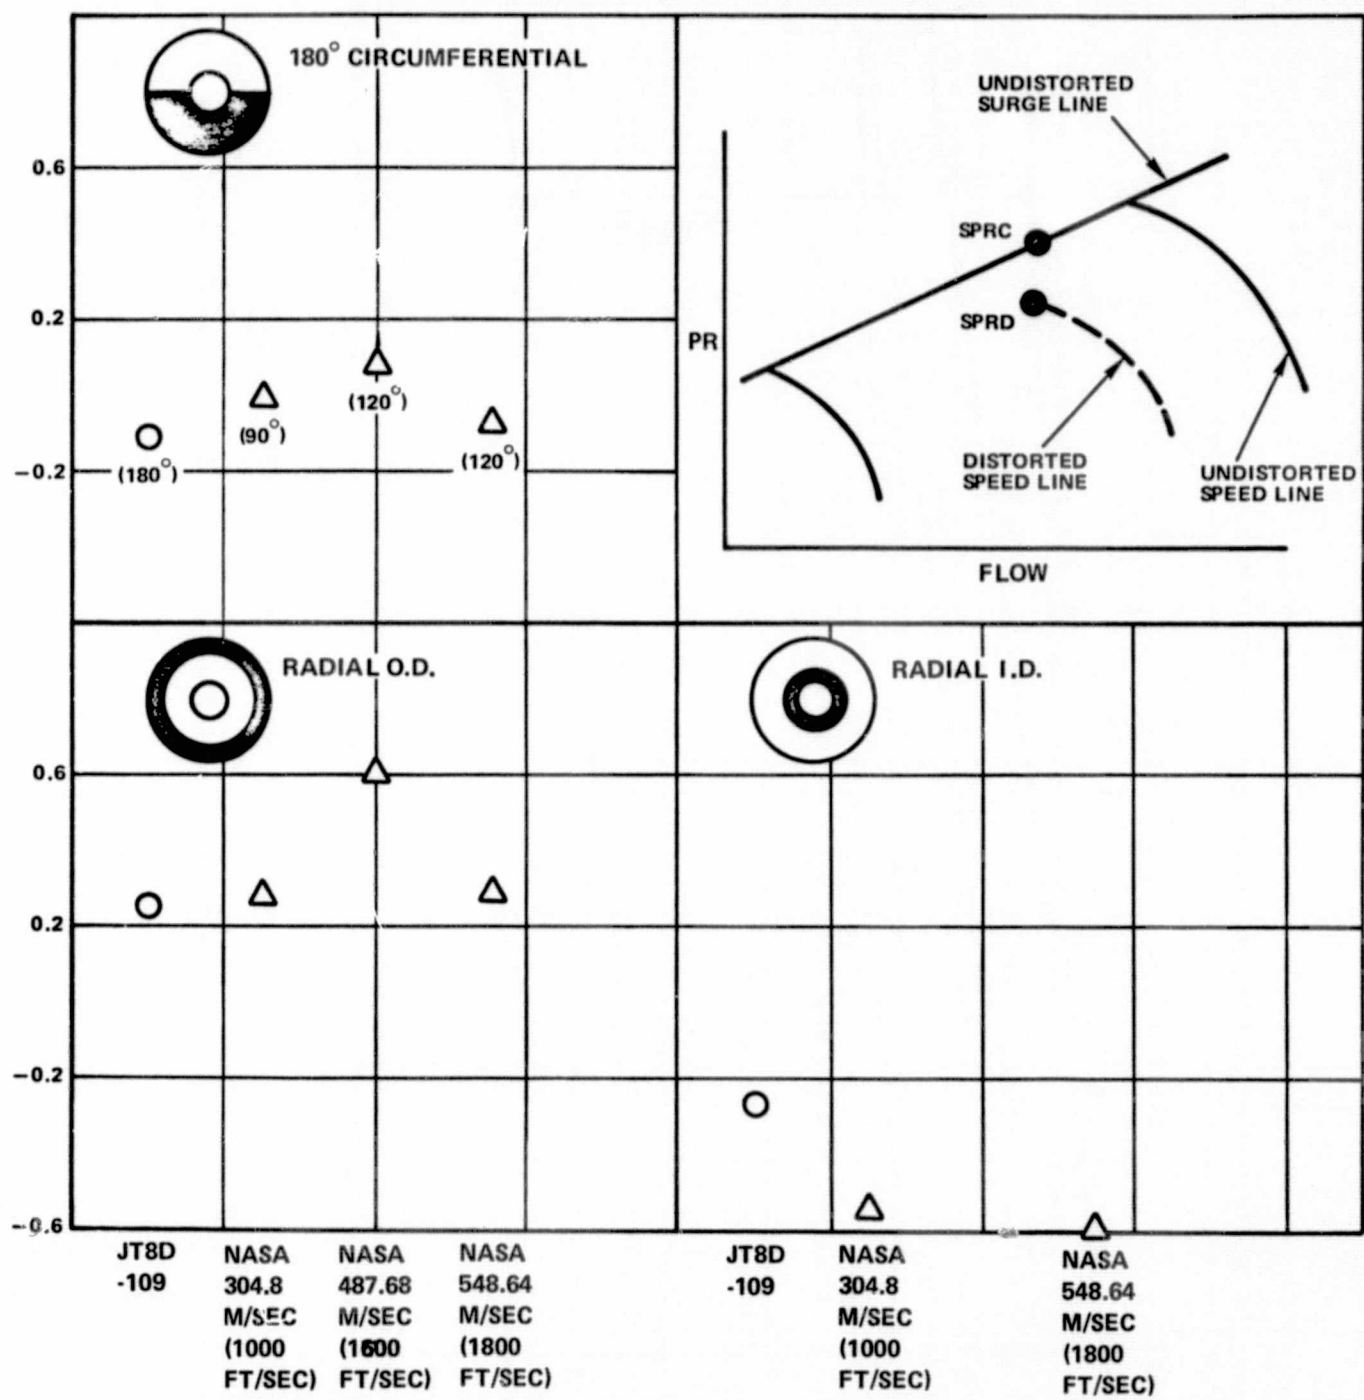 180° CIRCUMFERENTIAL
0.6
0.2
(90°)
(120°)
(180°)
(120°)
-0.2
UNDISTORTED
SURGE LINE
SPRC
SPRD
PR
DISTORTED
SPEED LINE
UNDISTORTED
SPEED LINE
FLOW
RADIAL O.D.
0.6
0.2
-0.2
-0.6
RADIAL I.D.
JT8D
-109
NASA
304.8
M/SEC
(1000
FT/SEC)
NASA
487.68
M/SEC
(1600
FT/SEC)
NASA
548.64
M/SEC
(1800
FT/SEC)
JT8D
-109
NASA
304.8
M/SEC
(1000
FT/SEC)
NASA
548.64
M/SEC
(1800
FT/SEC)